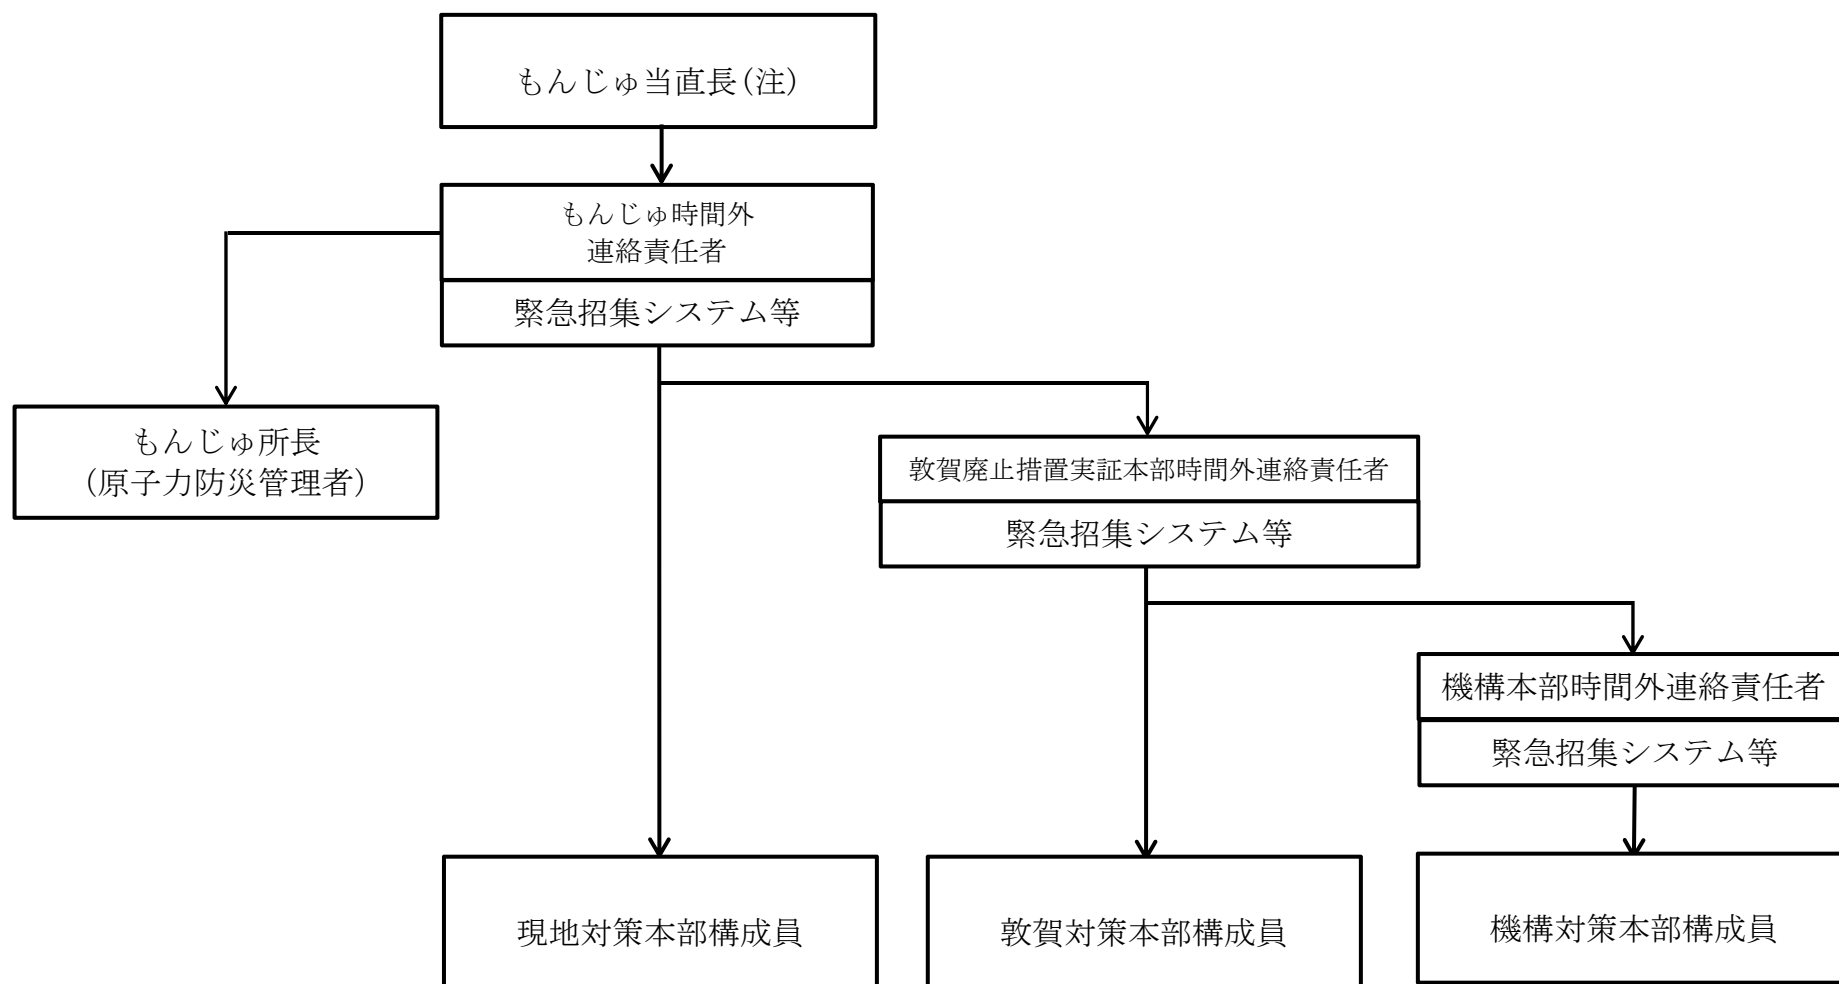 もんじゅ当直長(注)
もんじゅ時間外
連絡責任者
緊急招集システム等
もんじゅ所長
(原子力防災管理者)
敦賀廃止措置実証本部時間外連絡責任者
緊急招集システム等
機構本部時間外連絡責任者
緊急招集システム等
現地対策本部構成員
敦賀対策本部構成員
機構対策本部構成員